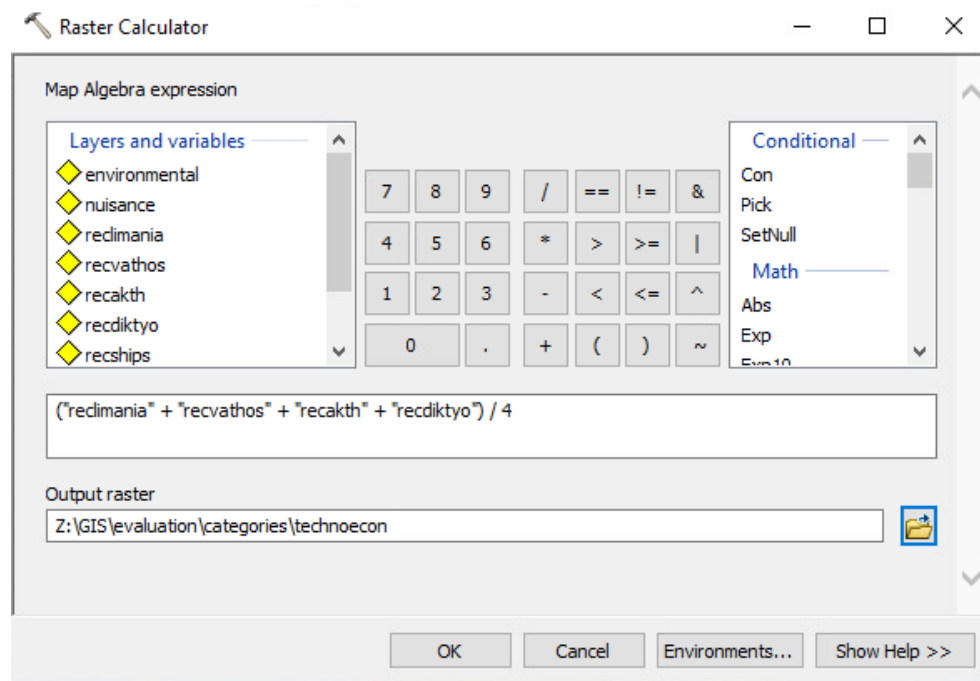 Raster Calculator
Map Algebra expression
Layers and variables
environmental
nuisance
reclimania
recvathos
recakth
recdiktyo
recships
7 8 9 / == != &
4 5 6 * > >= |
1 2 3 - < <= ^
0 . + ( ) ~
Conditional
Con
Pick
SetNull
Math
Abs
Exp
Exp10
("reclimania" + "recvathos" + "recakth" + "recdiktyo") / 4
Output raster
Z:\GIS\evaluation\categories\technoecon
OK Cancel Environments... Show Help >>